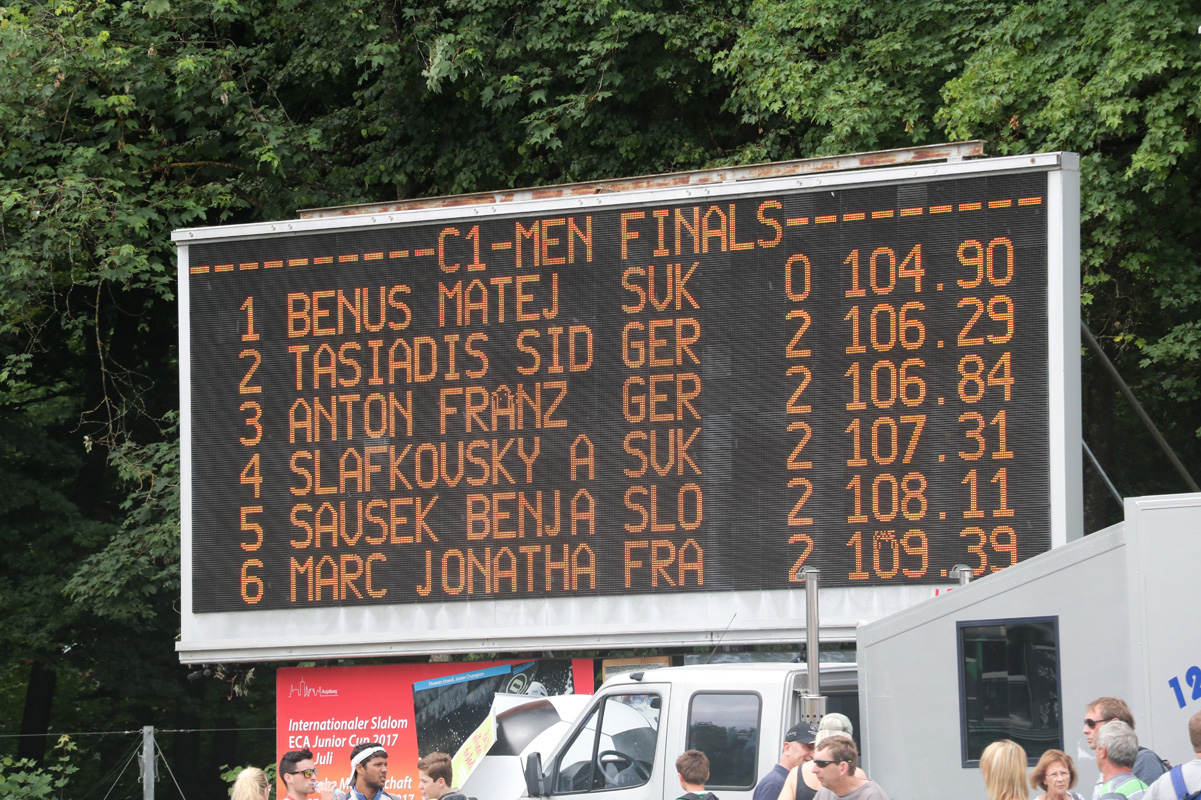 ---------C1-MEN FINALS---------
1 BENUS MATEJ SVK 0 104.90
2 TASIADIS SID GER 2 106.29
3 ANTON FRANZ GER 2 106.84
4 SLAFKOVSKY A SVK 2 107.31
5 SAVSEK BENJA SLO 2 108.11
6 MARC JONATHA FRA 2 109.39
Augsburg
Internationaler Slalom
ECA Junior Cup 2017
Juli
2017
12